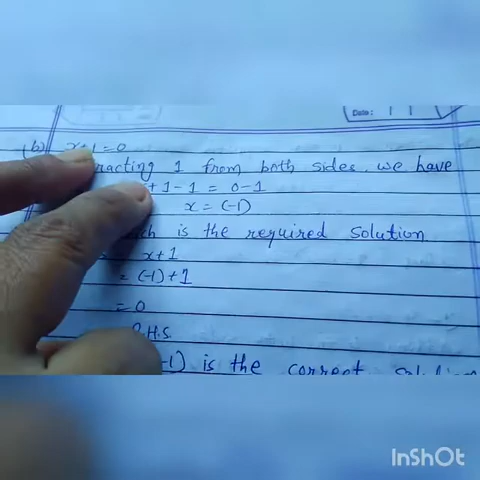 Date:
(b) x+1=0
racting 1 from both sides, we have
+1-1 = 0-1
x = (-1)
ch is the required solution
x+1
= (-1)+1
= 0
R.H.S
-1) is the correct
InShOt